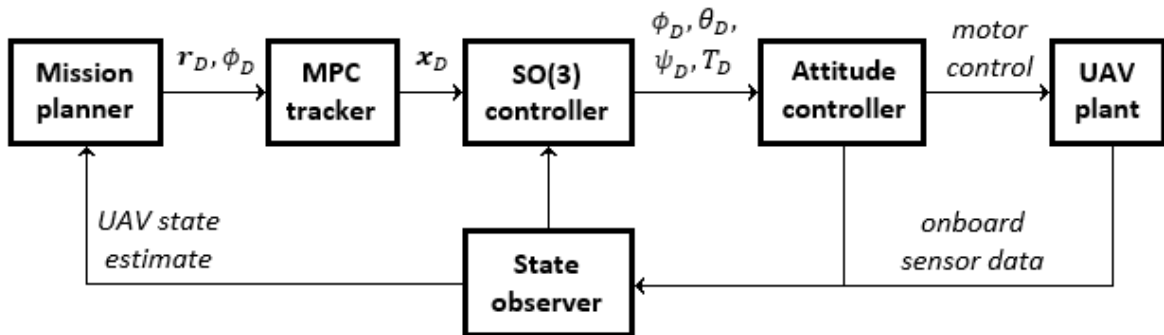 Mission
planner
𝒓_D, ϕ_D
MPC
tracker
𝒙_D
SO(3)
controller
ϕ_D, θ_D,
ψ_D, T_D
Attitude
controller
motor
control
UAV
plant
UAV state
estimate
State
observer
onboard
sensor data